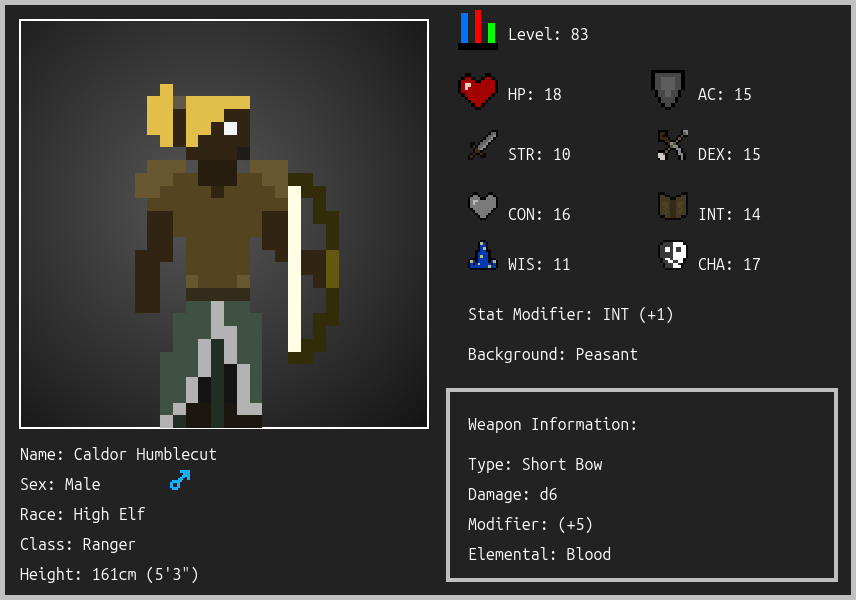 Level: 83
HP: 18
AC: 15
STR: 10
DEX: 15
CON: 16
INT: 14
WIS: 11
CHA: 17
Stat Modifier: INT (+1)
Background: Peasant
Weapon Information:
Type: Short Bow
Damage: d6
Modifier: (+5)
Elemental: Blood
Name: Caldor Humblecut
Sex: Male
Race: High Elf
Class: Ranger
Height: 161cm (5'3")